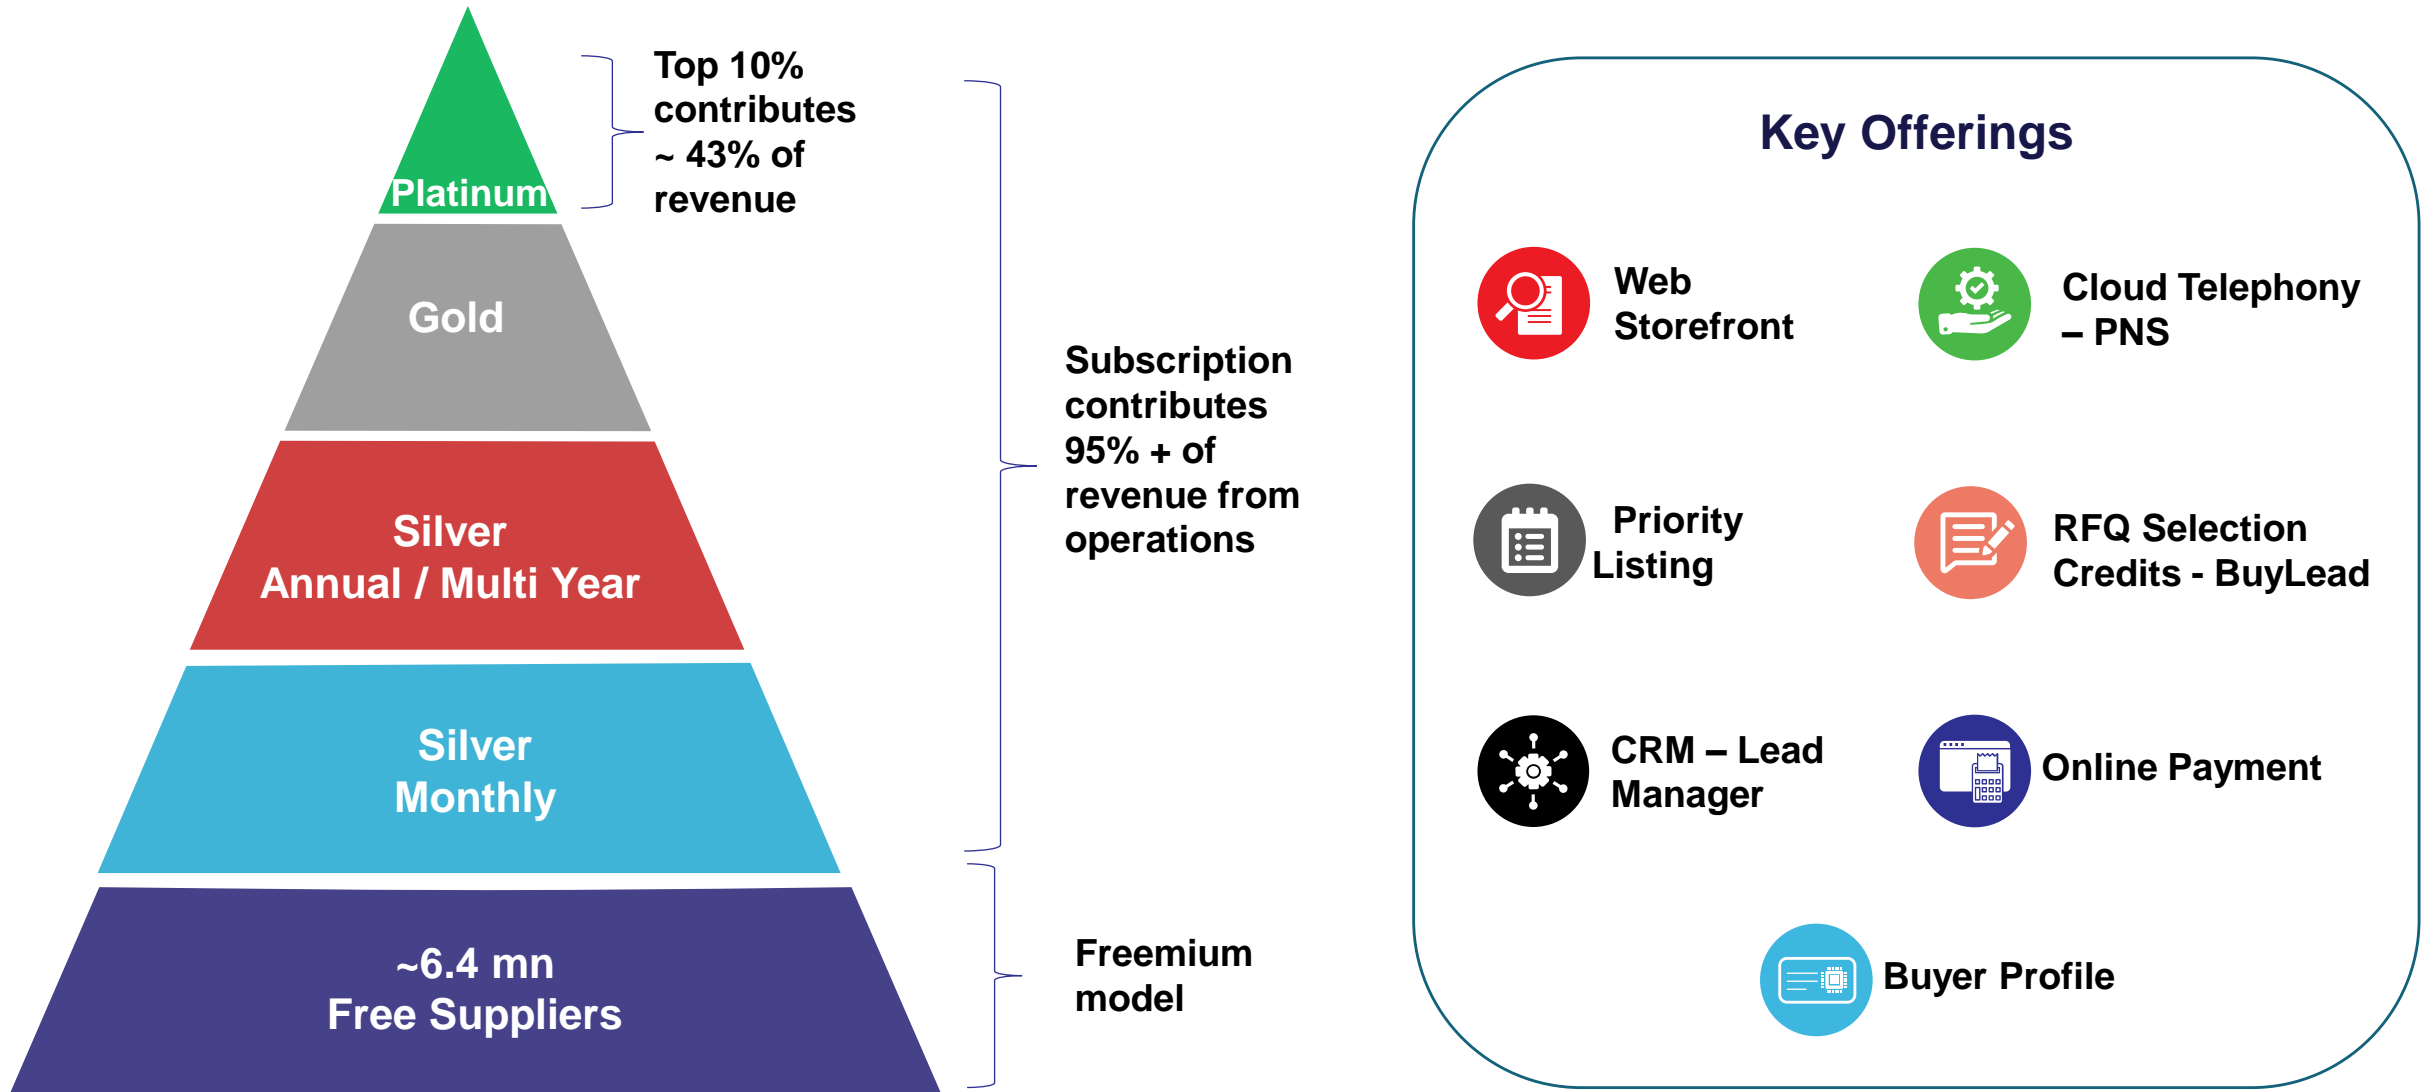 Platinum
Gold
Silver
Annual / Multi Year
Silver
Monthly
~6.4 mn
Free Suppliers
Top 10%
contributes
~ 43% of
revenue
Subscription
contributes
95% + of
revenue from
operations
Freemium
model
Key Offerings
Web
Storefront
Cloud Telephony
– PNS
Priority
Listing
RFQ Selection
Credits - BuyLead
CRM – Lead
Manager
Online Payment
Buyer Profile